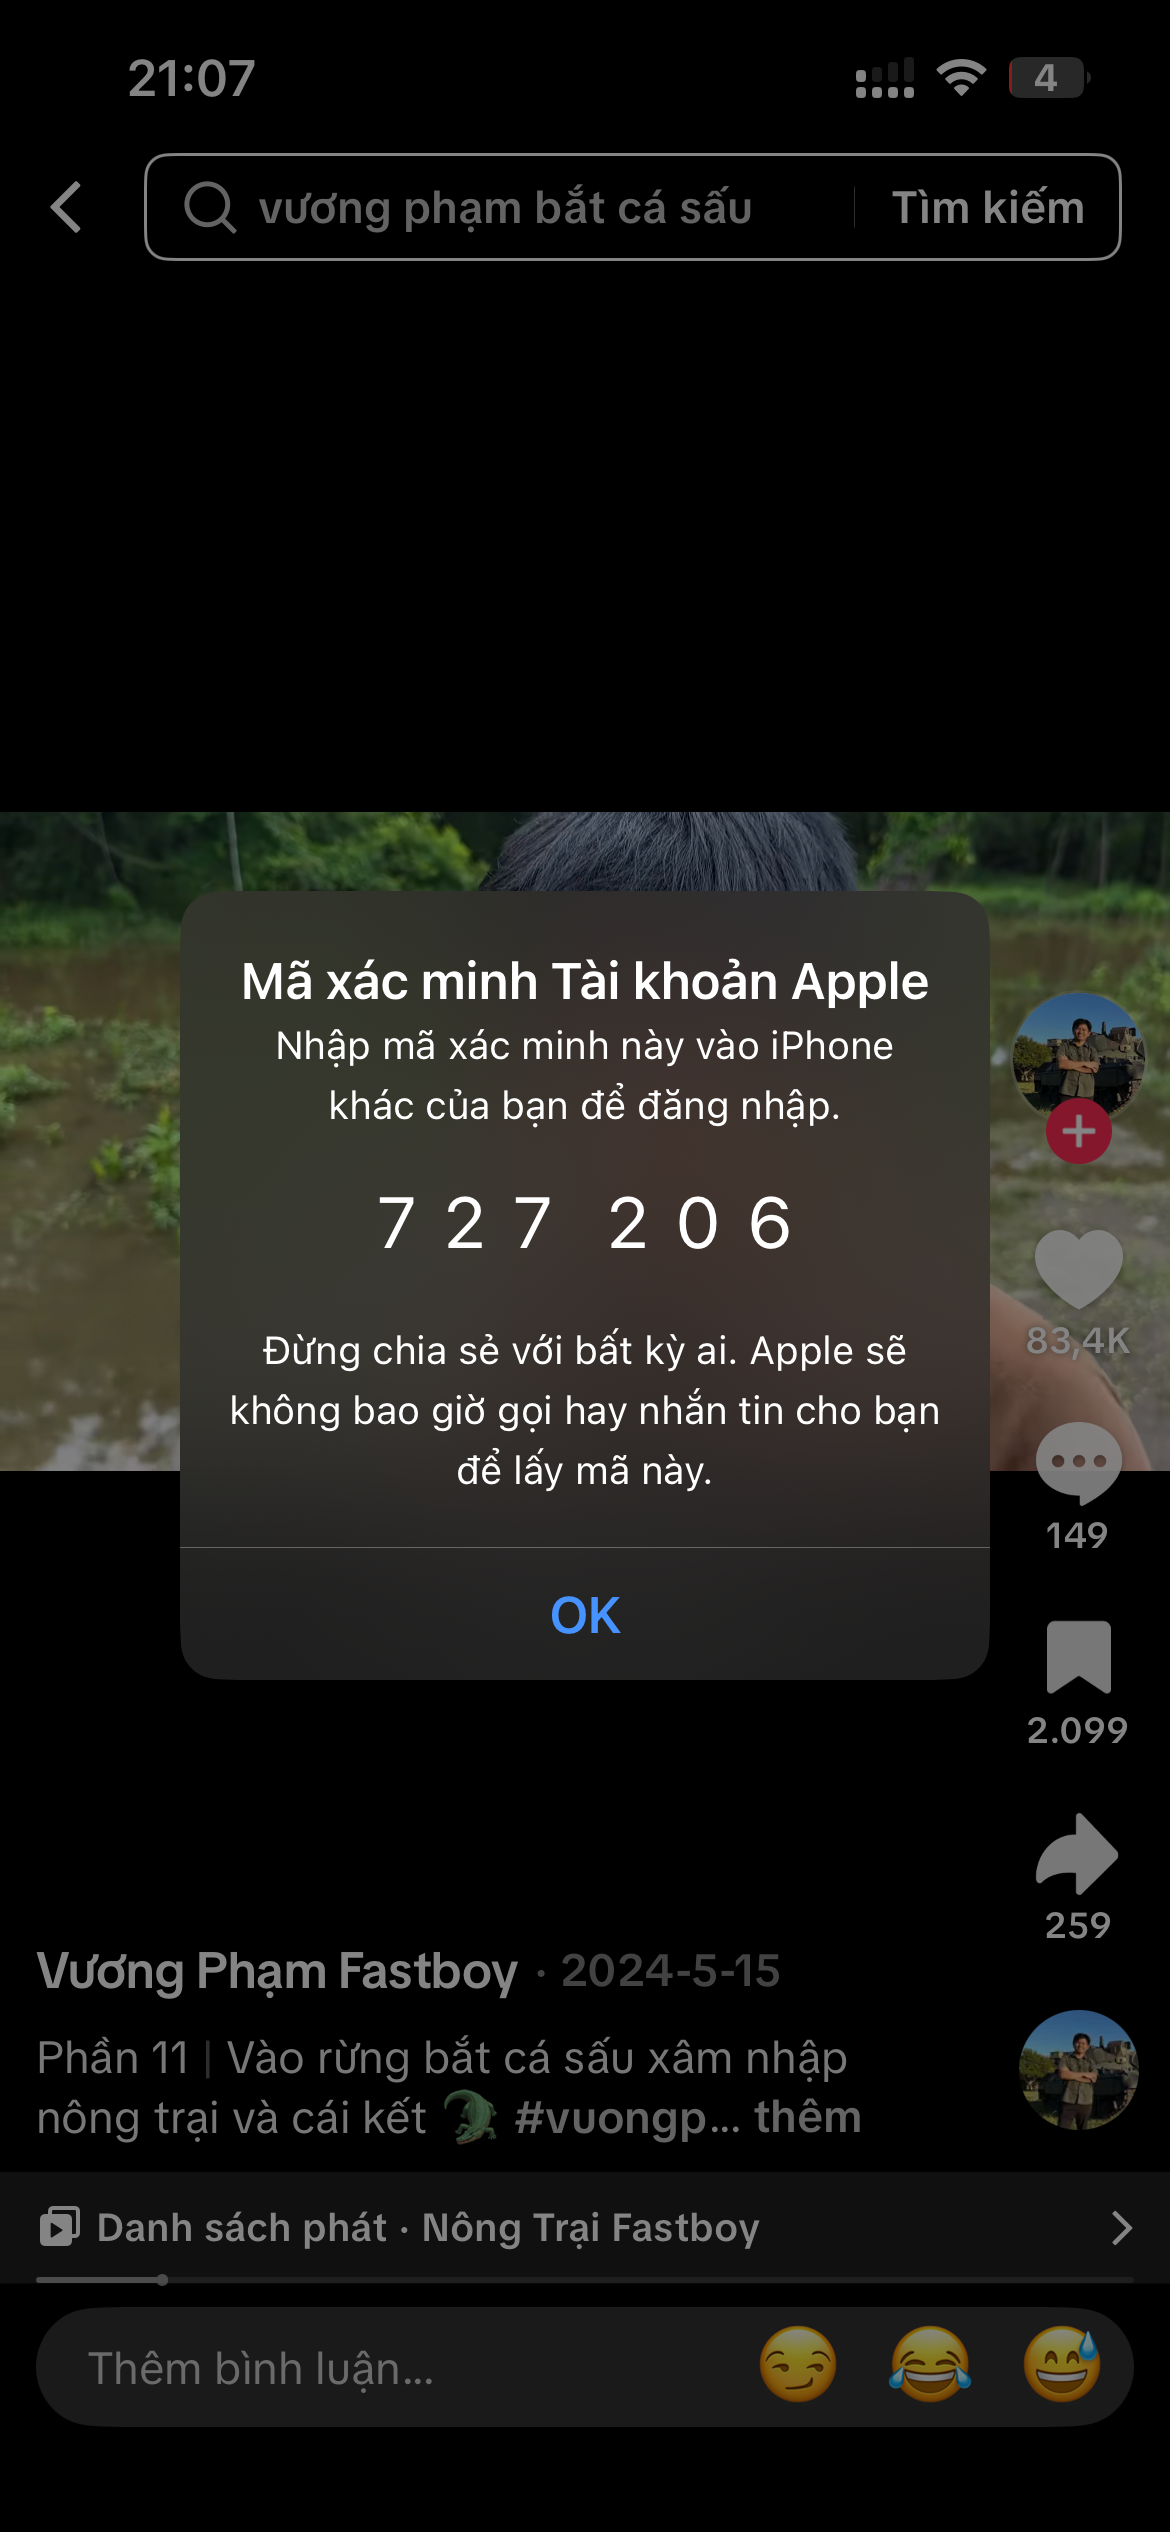 21:07
4
vương phạm bắt cá sấu
Tìm kiếm
Mã xác minh Tài khoản Apple
Nhập mã xác minh này vào iPhone
khác của bạn để đăng nhập.
727 206
Đừng chia sẻ với bất kỳ ai. Apple sẽ
không bao giờ gọi hay nhắn tin cho bạn
để lấy mã này.
OK
83,4K
149
2.099
259
Vương Phạm Fastboy · 2024-5-15
Phần 11 | Vào rừng bắt cá sấu xâm nhập
nông trại và cái kết 🐊 #vuongp... thêm
Danh sách phát · Nông Trại Fastboy
Thêm bình luận...